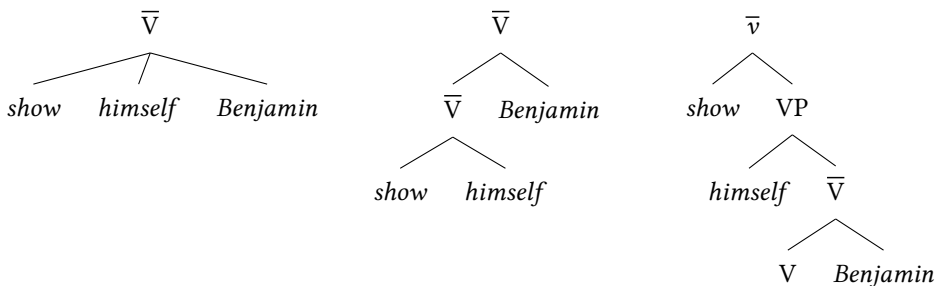 V̅ V̅ v̅
V̅ Benjamin show VP
show himself Benjamin
show himself himself V̅
V Benjamin